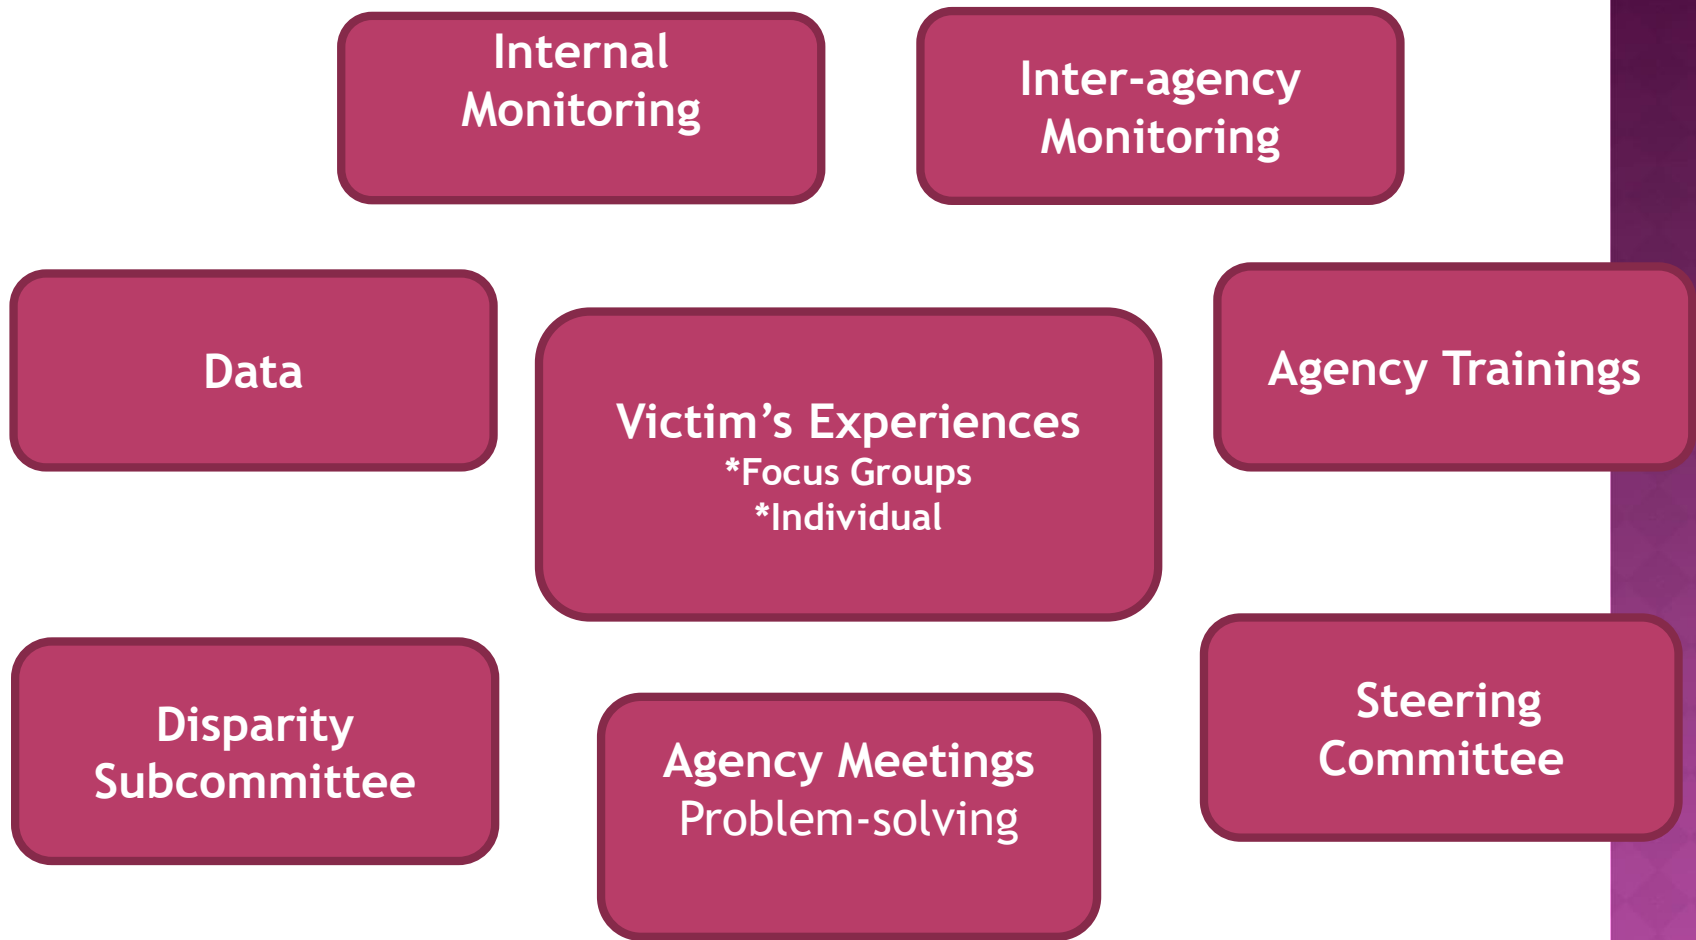 Internal
Monitoring
Inter-agency
Monitoring
Data
Victim’s Experiences
*Focus Groups
*Individual
Agency Trainings
Disparity
Subcommittee
Agency Meetings
Problem-solving
Steering
Committee